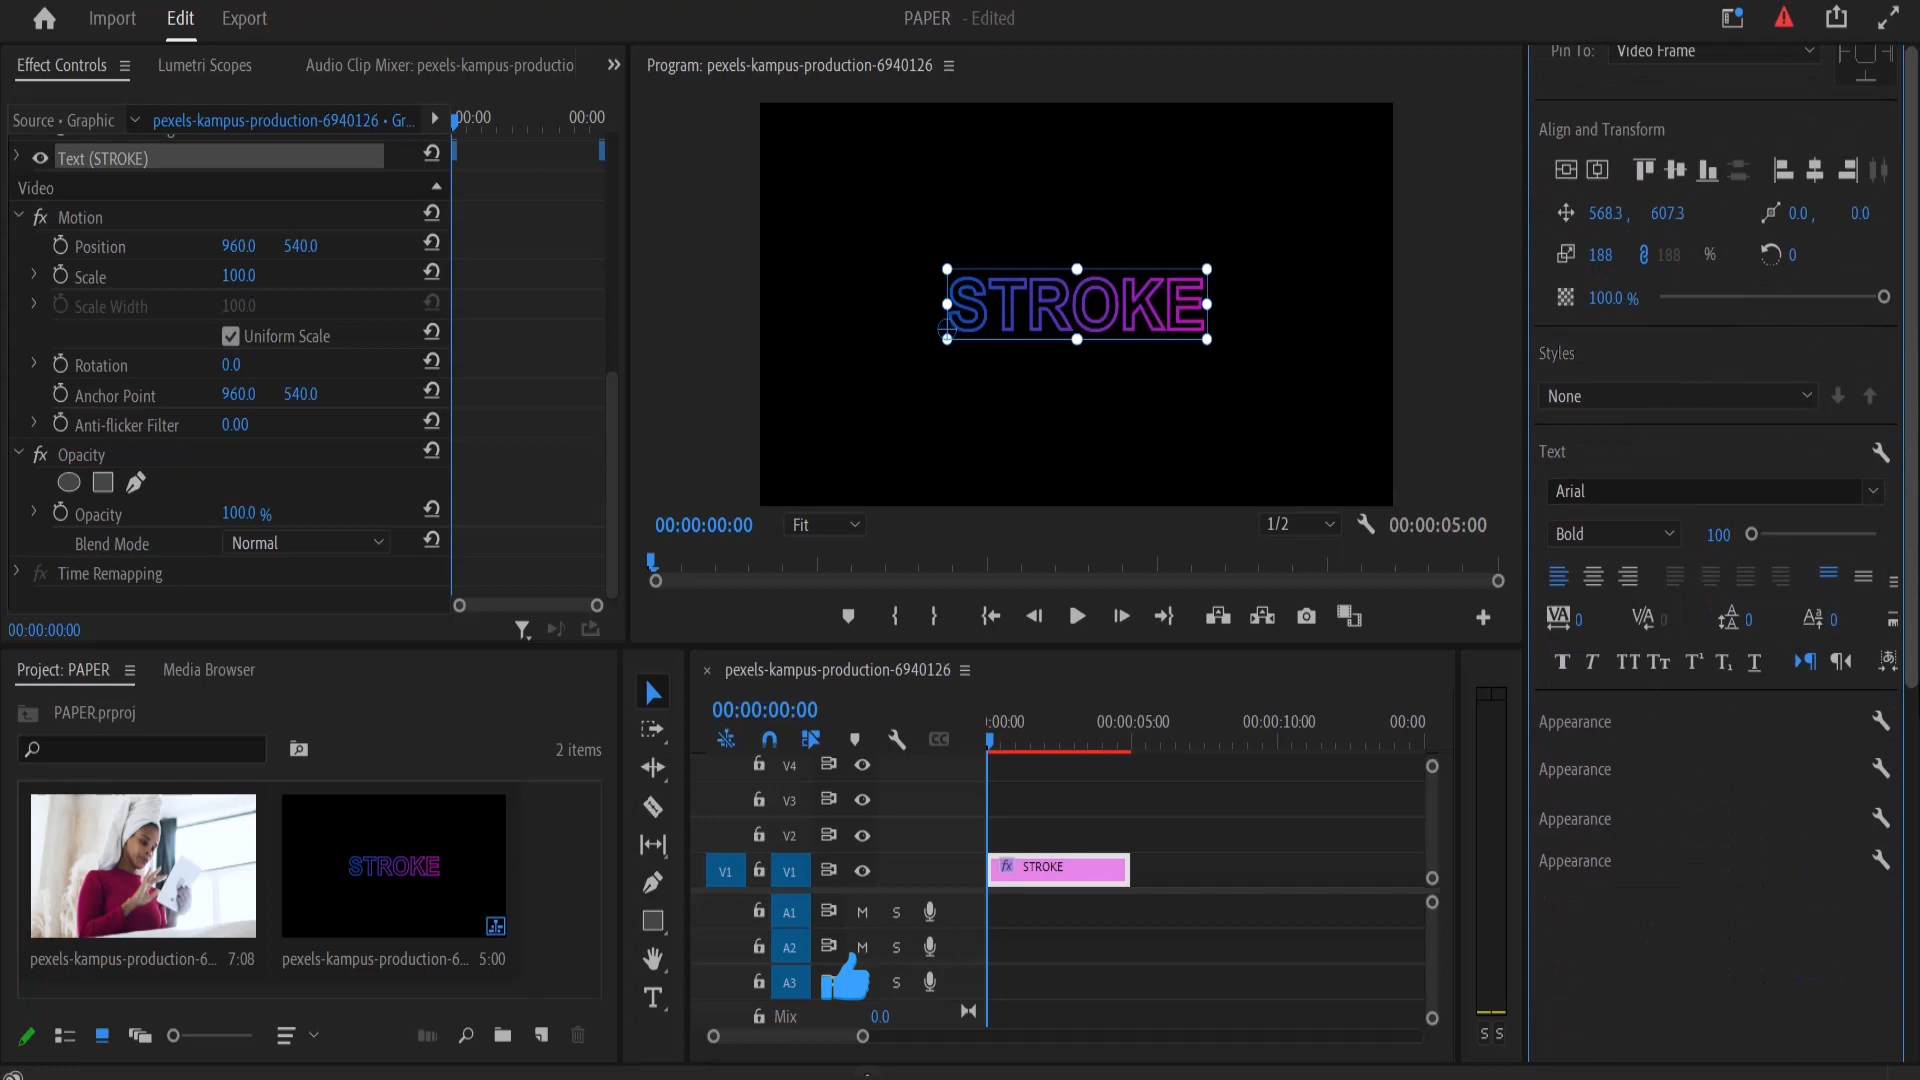 Import Edit Export
PAPER - Edited
Effect Controls Lumetri Scopes Audio Clip Mixer: pexels-kampus-productio
Source • Graphic pexels-kampus-production-6940126 • Gr...
:00:00 00:00
Text (STROKE)
Video
fx Motion
Position 960.0 540.0
Scale 100.0
Scale Width 100.0
Uniform Scale
Rotation 0.0
Anchor Point 960.0 540.0
Anti-flicker Filter 0.00
fx Opacity
Opacity 100.0 %
Blend Mode Normal
fx Time Remapping
00:00:00:00
Program: pexels-kampus-production-6940126
STROKE
00:00:00:00 Fit 1/2 00:00:05:00
Pin To: Video Frame
Align and Transform
568.3 , 607.3 0.0 , 0.0
188 188 % 0
100.0 %
Styles
None
Text
Arial
Bold 100
0 0 0 0
Appearance
Appearance
Appearance
Appearance
Project: PAPER Media Browser
PAPER.prproj
2 items
STROKE
pexels-kampus-production-6... 7:08 pexels-kampus-production-6... 5:00
pexels-kampus-production-6940126
00:00:00:00
:00:00 00:00:05:00 00:00:10:00 00:00
V4
V3
V2
V1 V1 fx STROKE
A1 M S
A2 M S
A3 S
Mix 0.0
S S